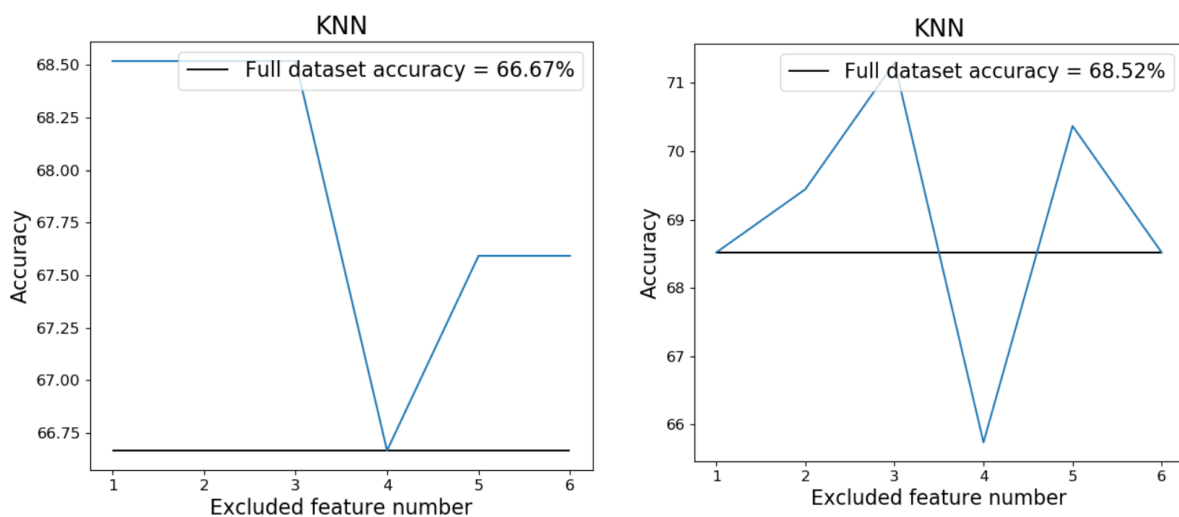 KNN
Full dataset accuracy = 66.67%
68.50
68.25
68.00
67.75
67.50
67.25
67.00
66.75
Accuracy
1 2 3 4 5 6
Excluded feature number
KNN
Full dataset accuracy = 68.52%
71
70
69
68
67
66
Accuracy
1 2 3 4 5 6
Excluded feature number